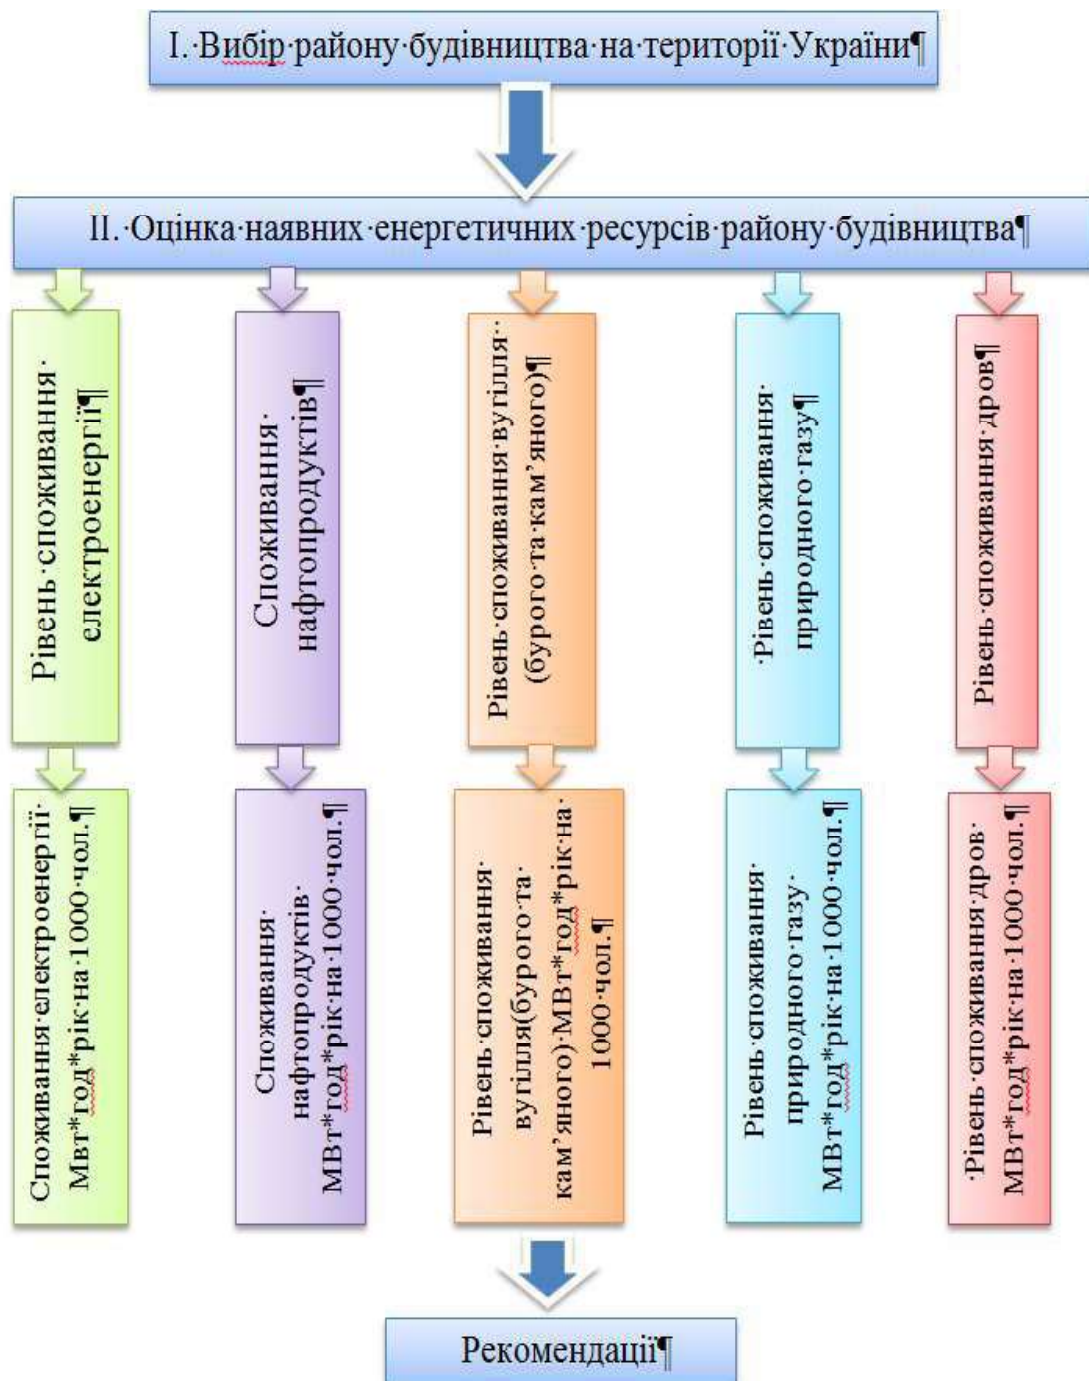 І. Вибір району будівництва на території України¶
ІІ. Оцінка наявних енергетичних ресурсів району будівництва¶
Рівень споживання
електроенергії¶
Споживання
нафтопродуктів¶
Рівень споживання вугілля
(бурого та кам’яного)¶
Рівень споживання
природного газу¶
Рівень споживання дров¶
Споживання електроенергії
Мвт*год*рік на 1000 чол.¶
Споживання
нафтопродуктів
МВт*год*рік на 1000 чол.¶
Рівень споживання
вугілля(бурого та
кам’яного) МВт*год*рік на
1000 чол.¶
Рівень споживання
природного газу
МВт*год*рік на 1000 чол.¶
Рівень споживання дров
МВт*год*рік на 1000 чол.¶
Рекомендації¶